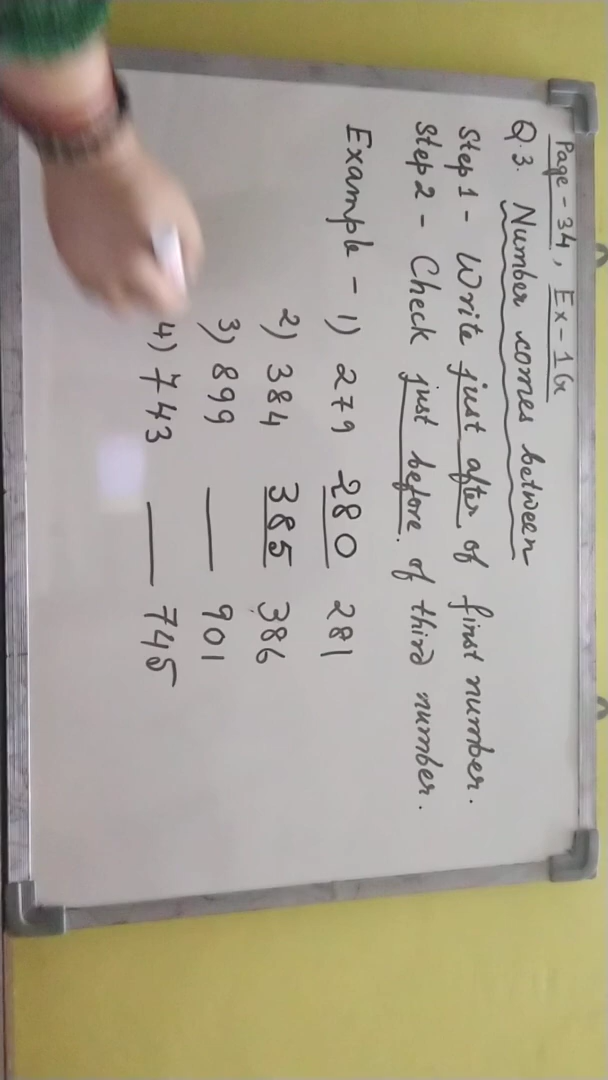 Page - 34, Ex - 1G
Q.3. Number comes between
Step 1 - Write just after of first number.
Step 2 - Check just before of third number.
Example - 1) 279 280 281
2) 384 385 386
3) 899 ___ 901
4) 743 ___ 745